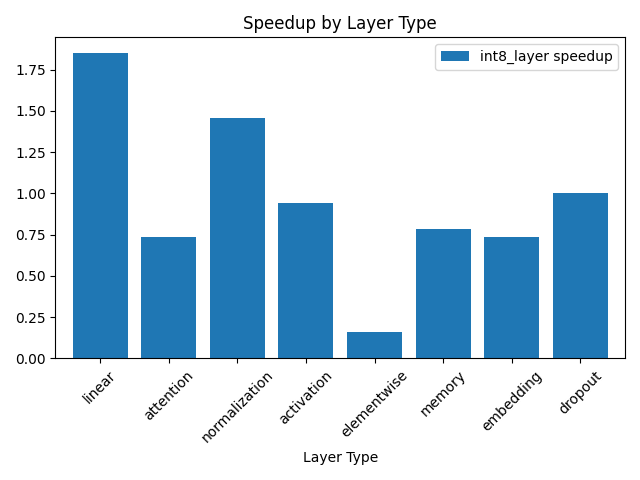 Speedup by Layer Type
int8_layer speedup
1.75
1.50
1.25
1.00
0.75
0.50
0.25
0.00
linear
attention
normalization
activation
elementwise
memory
embedding
dropout
Layer Type